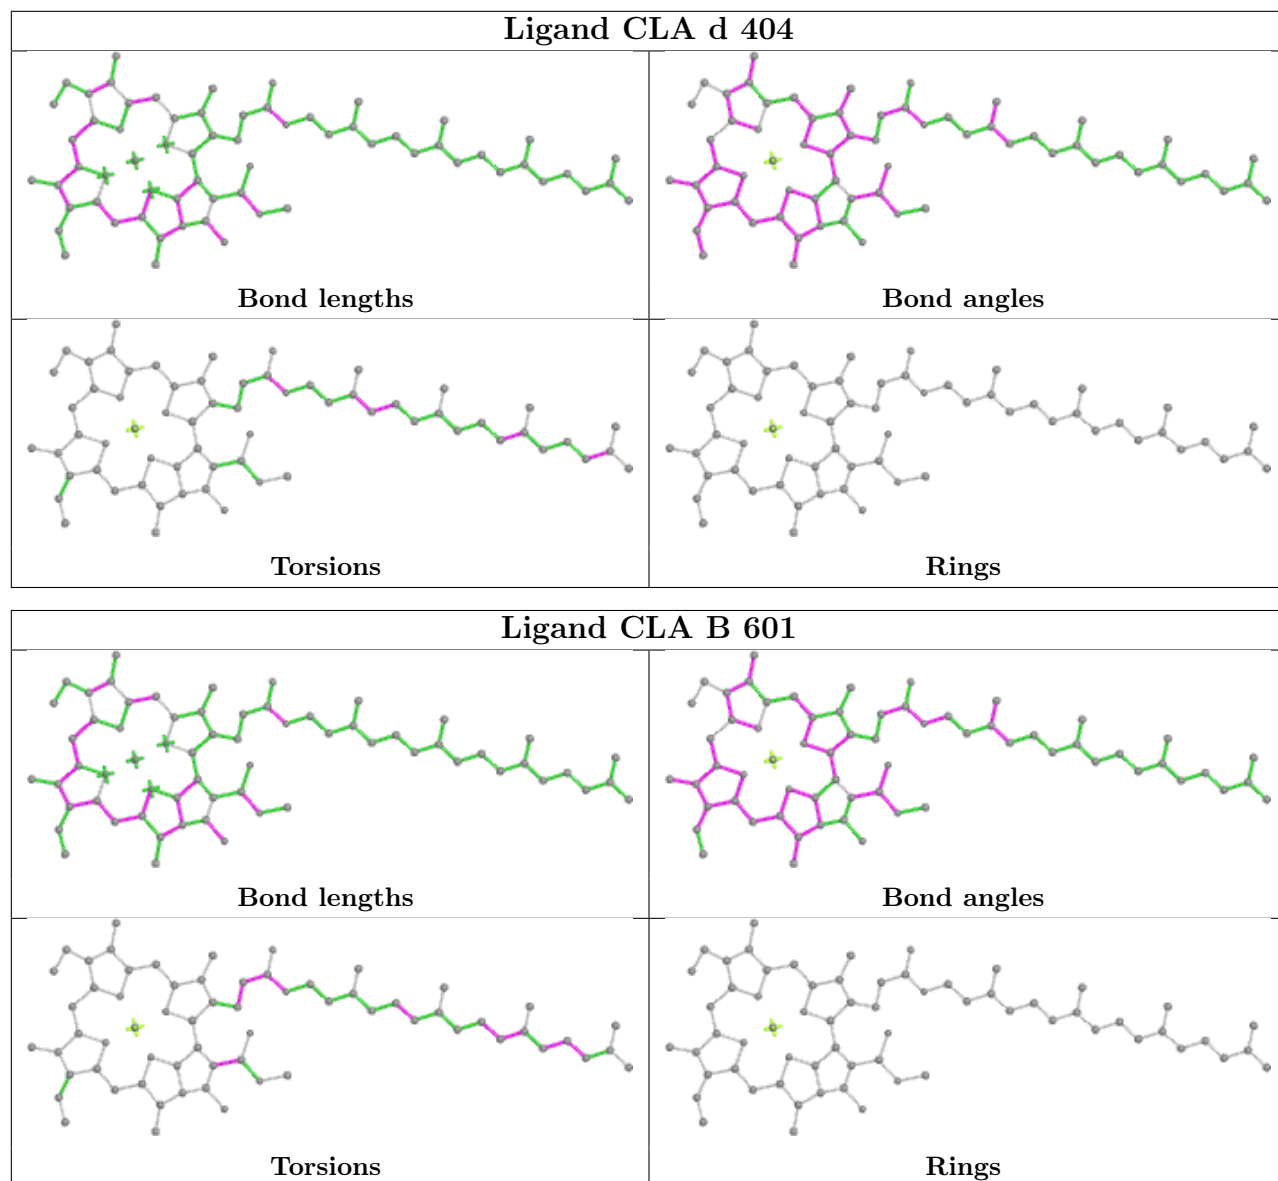 Ligand CLA d 404
Bond lengths
Bond angles
Torsions
Rings
Ligand CLA B 601
Bond lengths
Bond angles
Torsions
Rings